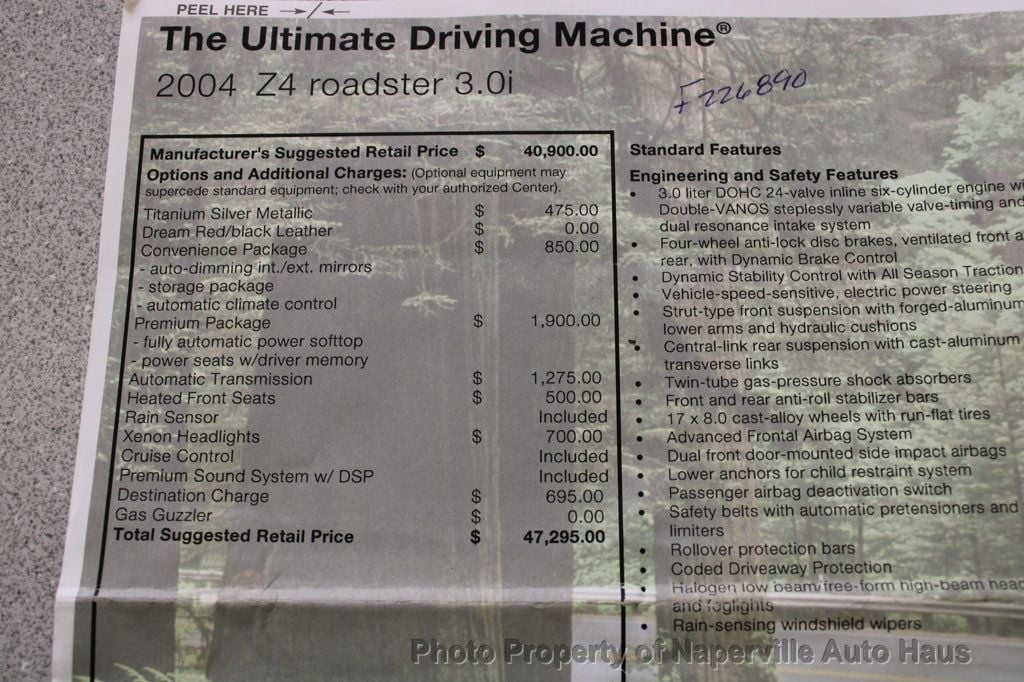 PEEL HERE
The Ultimate Driving Machine®
2004 Z4 roadster 3.0i
F226890
Manufacturer's Suggested Retail Price $ 40,900.00
Options and Additional Charges: (Optional equipment may
supercede standard equipment; check with your authorized Center).
Titanium Silver Metallic $ 475.00
Dream Red/black Leather $ 0.00
Convenience Package $ 850.00
- auto-dimming int./ext. mirrors
- storage package
- automatic climate control
Premium Package $ 1,900.00
- fully automatic power softtop
- power seats w/driver memory
Automatic Transmission $ 1,275.00
Heated Front Seats $ 500.00
Rain Sensor Included
Xenon Headlights $ 700.00
Cruise Control Included
Premium Sound System w/ DSP Included
Destination Charge $ 695.00
Gas Guzzler $ 0.00
Total Suggested Retail Price $ 47,295.00
Standard Features
Engineering and Safety Features
• 3.0 liter DOHC 24-valve inline six-cylinder engine wi
Double-VANOS steplessly variable valve-timing and
dual resonance intake system
• Four-wheel anti-lock disc brakes, ventilated front a
rear, with Dynamic Brake Control
• Dynamic Stability Control with All Season Traction
• Vehicle-speed-sensitive, electric power steering
• Strut-type front suspension with forged-aluminum
lower arms and hydraulic cushions
• Central-link rear suspension with cast-aluminum
transverse links
• Twin-tube gas-pressure shock absorbers
• Front and rear anti-roll stabilizer bars
• 17 x 8.0 cast-alloy wheels with run-flat tires
• Advanced Frontal Airbag System
• Dual front door-mounted side impact airbags
• Lower anchors for child restraint system
• Passenger airbag deactivation switch
• Safety belts with automatic pretensioners and
limiters
• Rollover protection bars
• Coded Driveaway Protection
• Halogen low beam/free-form high-beam head
and foglights
• Rain-sensing windshield wipers
Photo Property of Naperville Auto Haus